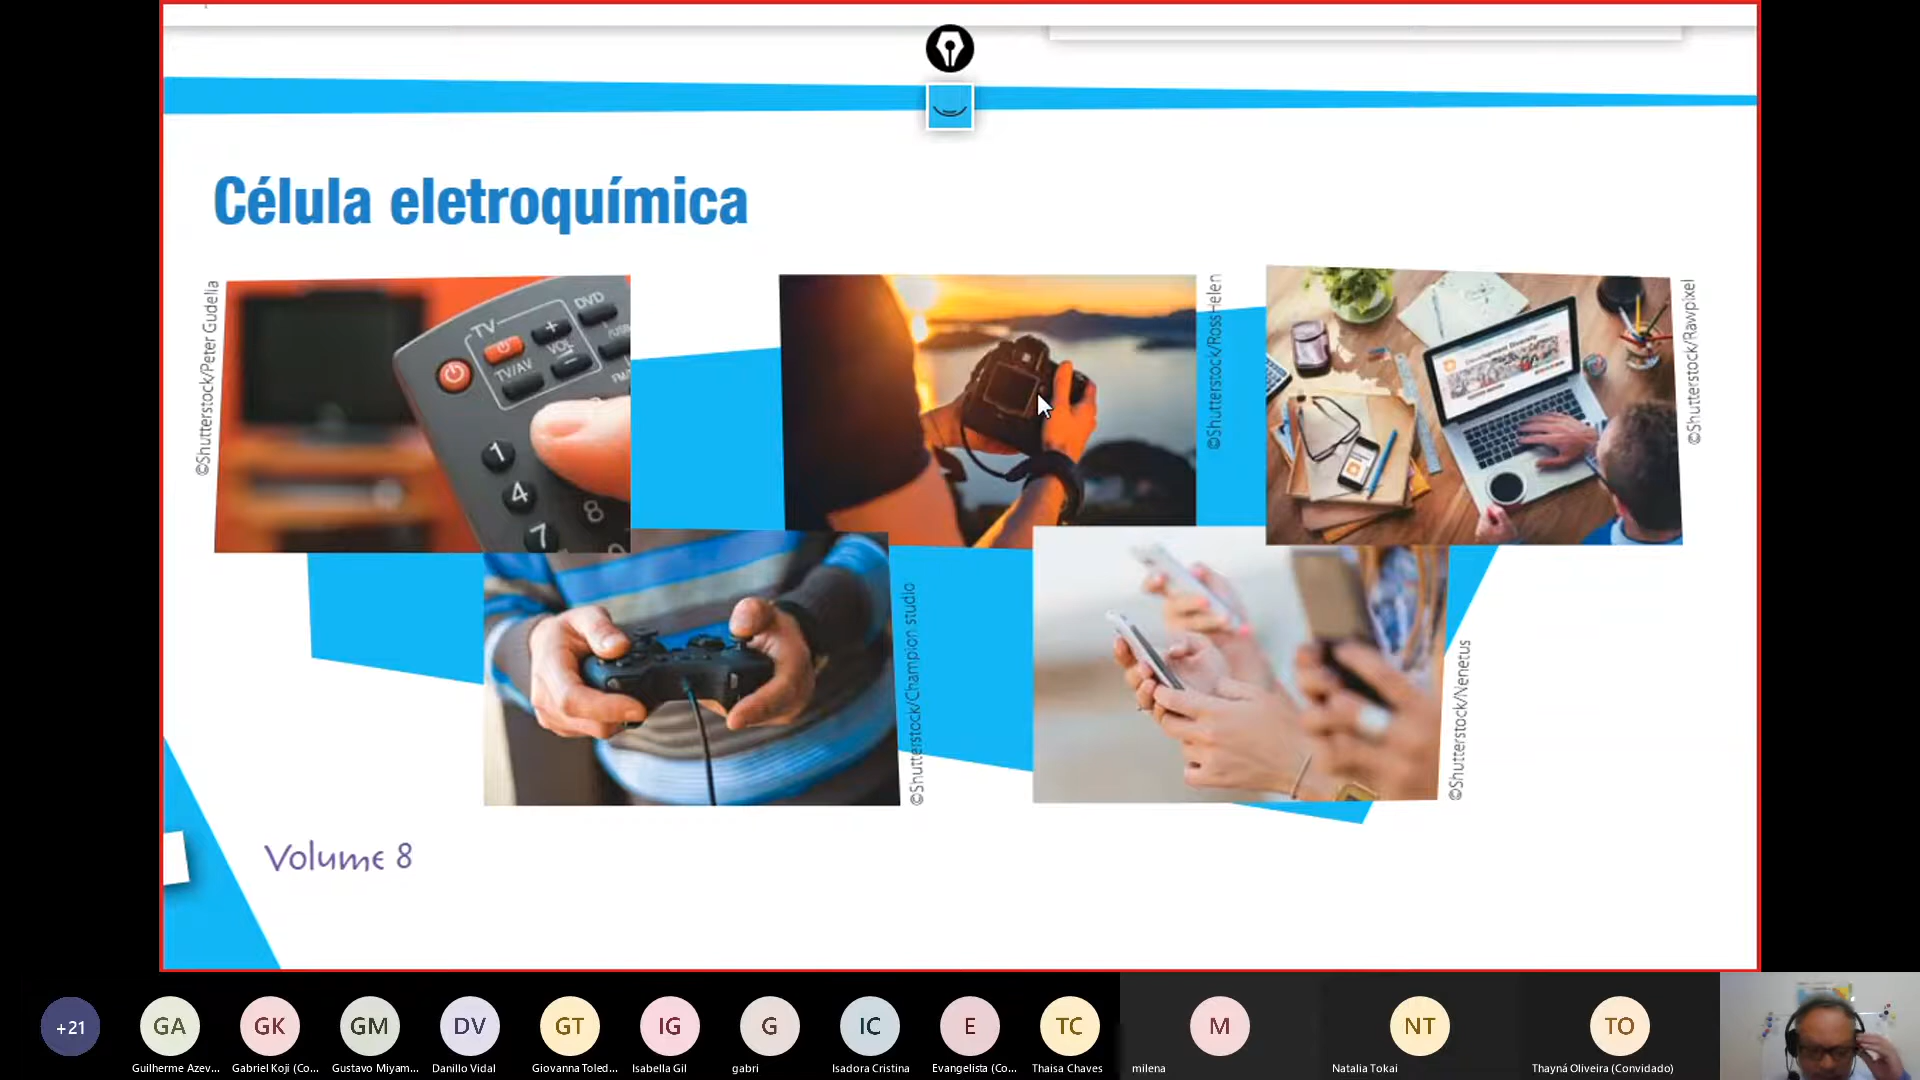 Célula eletroquímica
©Shutterstock/Peter Gudella
DVD
TV
VOL
TV/AV
1
4
8
7
©Shutterstock/RossHelen
©Shutterstock/Rawpixel
©Shutterstock/Champion studio
©Shutterstock/Nenetus
Volume 8
+21
GA
GK
GM
DV
GT
IG
G
IC
E
TC
M
NT
TO
Guilherme Azev...
Gabriel Koji (Co...
Gustavo Miyam...
Danillo Vidal
Giovanna Toled...
Isabella Gil
gabri
Isadora Cristina
Evangelista (Co...
Thaisa Chaves
milena
Natalia Tokai
Thayná Oliveira (Convidado)